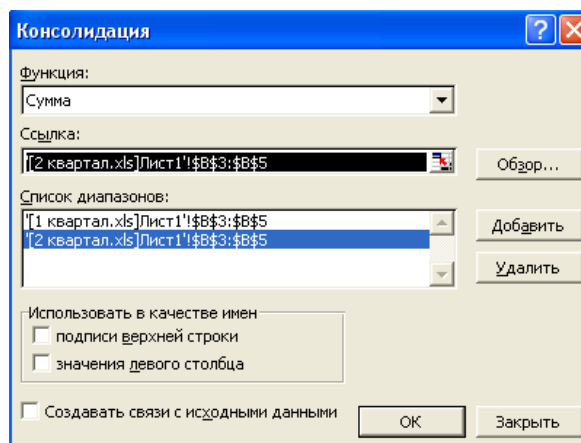 Консолидация
Функция:
Сумма
Ссылка:
'[2 квартал.xls]Лист1'!$B$3:$B$5
Обзор...
Список диапазонов:
'[1 квартал.xls]Лист1'!$B$3:$B$5
'[2 квартал.xls]Лист1'!$B$3:$B$5
Добавить
Удалить
Использовать в качестве имен
подписи верхней строки
значения левого столбца
Создавать связи с исходными данными
ОК
Закрыть